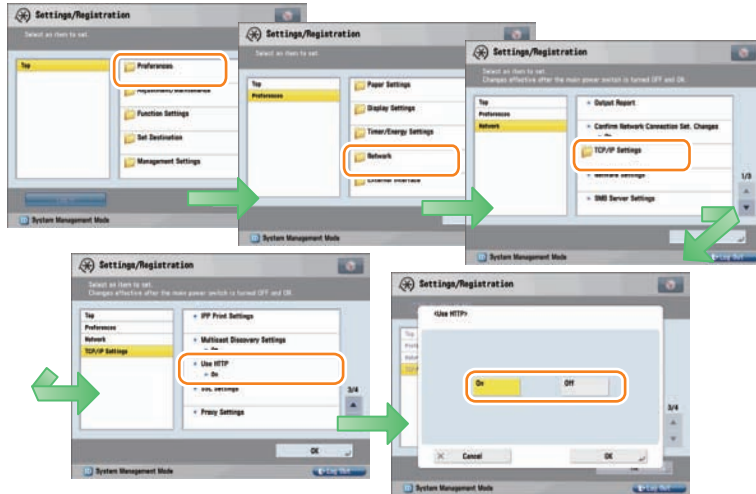 Settings/Registration
Select an item to set.
Top
Preferences
Adjustment/Maintenance
Function Settings
Set Destination
Management Settings
System Management Mode
Settings/Registration
Select an item to set.
Top
Preferences
Paper Settings
Display Settings
Timer/Energy Settings
Network
External Interface
System Management Mode
Settings/Registration
Select an item to set.
Changes effective after the main power switch is turned OFF and ON.
Top
Preferences
Network
Output Report
Confirm Network Connection Set. Changes
On
TCP/IP Settings
Network Settings
SMB Server Settings
1/3
System Management Mode
Log Out
Settings/Registration
Select an item to set.
Changes effective after the main power switch is turned OFF and ON.
Top
Preferences
Network
TCP/IP Settings
IPP Print Settings
Multicast Discovery Settings
On
Use HTTP
On
SSL Settings
Proxy Settings
3/4
OK
System Management Mode
Log Out
Settings/Registration
<Use HTTP>
Top
On
Off
3/4
Cancel
OK
System Management Mode
Log Out